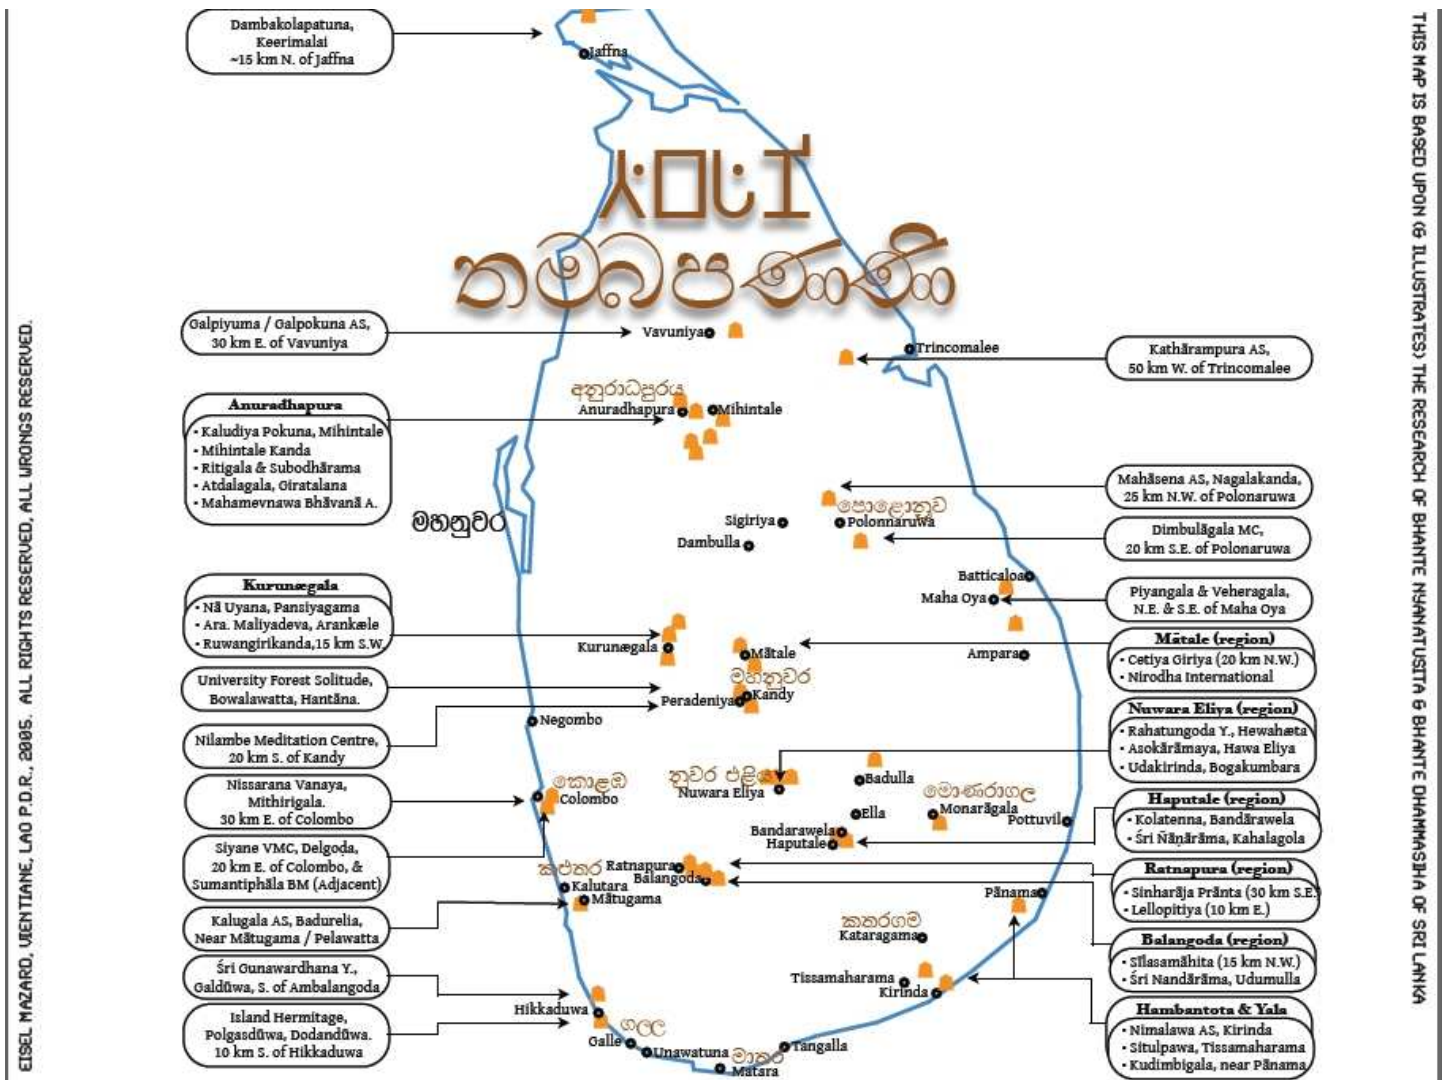 Dambakolapatuna,
Keerimalai
~15 km N. of Jaffna
Jaffna
𑀢𑀫𑁆𑀩𑀧
තම්බපණ්ණි
Galpiyuma / Galpokuna AS,
30 km E. of Vavuniya
Vavuniya
Trincomalee
Kathārampura AS,
50 km W. of Trincomalee
Anuradhapura
• Kaludiya Pokuna, Mihintale
• Mihintale Kanda
• Ritigala & Subodhārama
• Atdalagala, Giratalana
• Mahamevnawa Bhāvanā A.
අනුරාධපුරය
Anuradhapura
Mihintale
මහනුවර
Mahāsena AS, Nagalakanda,
25 km N.W. of Polonaruwa
පොළොනුව
Sigiriya
Polonnaruwa
Dambulla
Dimbulāgala MC,
20 km S.E. of Polonaruwa
Batticaloa
Maha Oya
Piyangala & Veheragala,
N.E. & S.E. of Maha Oya
Kurunægala
• Nā Uyana, Pansiyagama
• Ara. Maliyadeva, Arankæle
• Ruwangirikanda,15 km S.W.
Kurunægala
Mātale
Ampara
Mātale (region)
• Cetiya Giriya (20 km N.W.)
• Nirodha International
University Forest Solitude,
Bowalawatta, Hantāna.
මහනුවර
Kandy
Peradeniya
Negombo
Nilambe Meditation Centre,
20 km S. of Kandy
Nuwara Eliya (region)
• Rahatungoda Y., Hewahæta
• Asokārāmaya, Hawa Eliya
• Udakirinda, Bogakumbara
Nissarana Vanaya,
Mithirigala.
30 km E. of Colombo
කොළඹ
Colombo
නුවර එළිය
Nuwara Eliya
Badulla
මොණරාගල
Monarāgala
Ella
Pottuvil
Bandarawela
Haputale
Haputale (region)
• Kolatenna, Bandārawela
• Śri Ñāṇārāma, Kahalagola
Siyane VMC, Delgoḍa,
20 km E. of Colombo, &
Sumantiphāla BM (Adjacent)
කළුතර
Kalutara
Mātugama
Ratnapura
Balangoda
Ratnapura (region)
• Sinharāja Prānta (30 km S.E.)
• Lellopitiya (10 km E.)
Pānama
Kalugala AS, Badurelia,
Near Mātugama / Pelawatta
කතරගම
Kataragama
Balangoda (region)
• Sīlasamāhita (15 km N.W.)
• Śri Nandārāma, Udumulla
Śri Gunawardhana Y.,
Galdūwa, S. of Ambalangoda
Tissamaharama
Kirinda
Hikkaduwa
Island Hermitage,
Polgasdūwa, Dodandūwa.
10 km S. of Hikkaduwa
Hambantota & Yala
• Nimalawa AS, Kirinda
• Situlpawa, Tissamaharama
• Kudimbigala, near Pānama
ගලල
Galle
Unawatuna
මාතර
Matara
Tangalla
EISEL MAZARD, VIENTIANE, LAO P.D.R., 2005. ALL RIGHTS RESERVED, ALL WRONGS RESERVED.
THIS MAP IS BASED UPON (& ILLUSTRATES) THE RESEARCH OF BHANTE NYANATUSITA & BHANTE DHAMMASIHA OF SRI LANKA